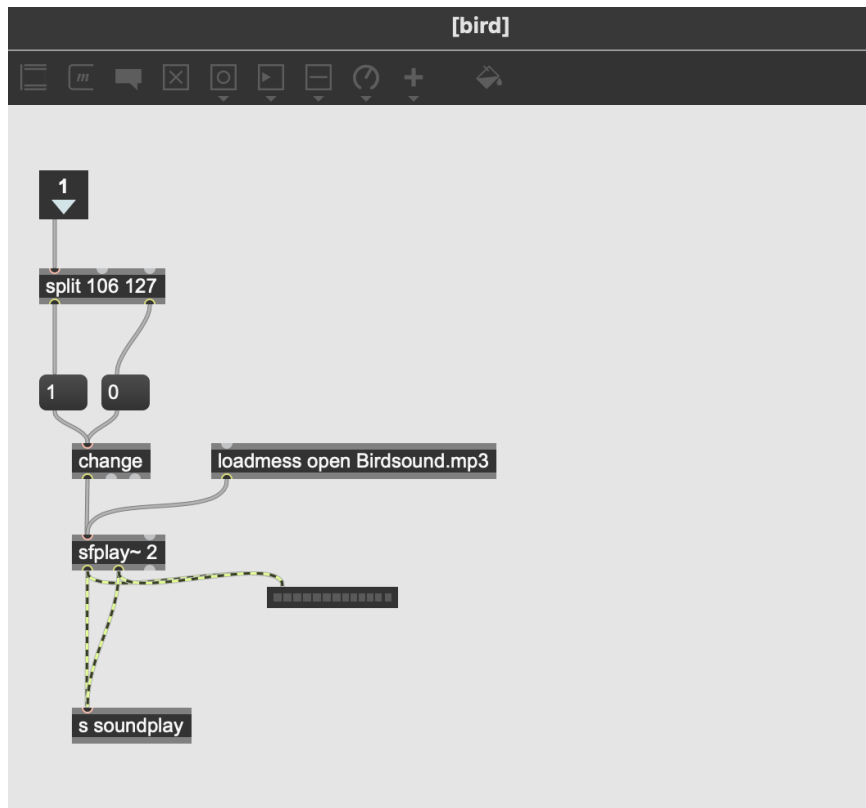 [bird]
m
1
split 106 127
1
0
change
loadmess open Birdsound.mp3
sfplay~ 2
s soundplay